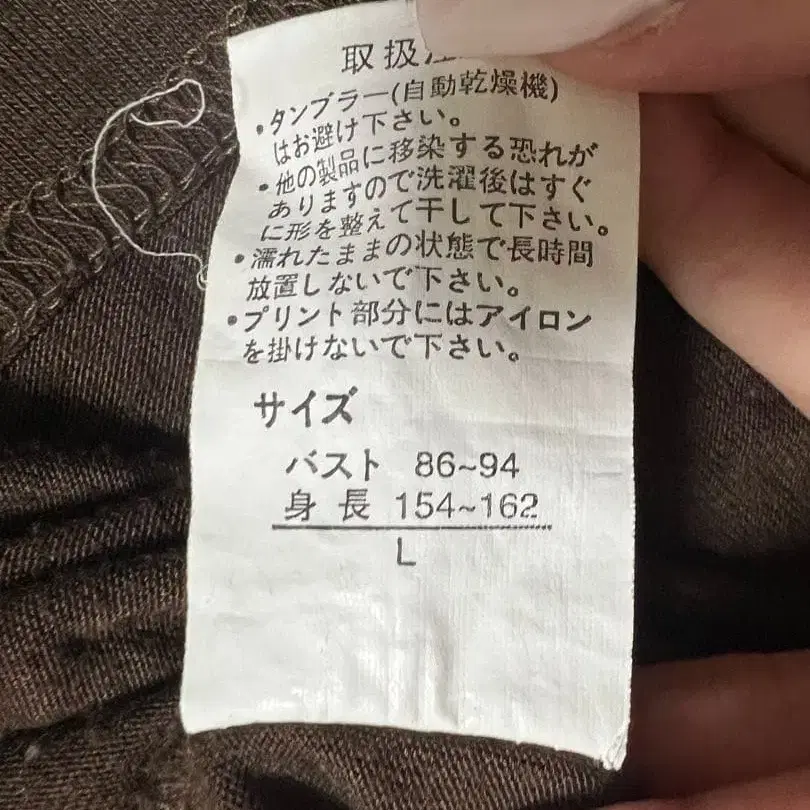 取扱注
・タンブラー(自動乾燥機)
はお避け下さい。
・他の製品に移染する恐れが
ありますので洗濯後はすぐ
に形を整えて干して下さい。
・濡れたままの状態で長時間
放置しないで下さい。
・プリント部分にはアイロン
を掛けないで下さい。
サイズ
バスト 86~94
身長 154~162
L